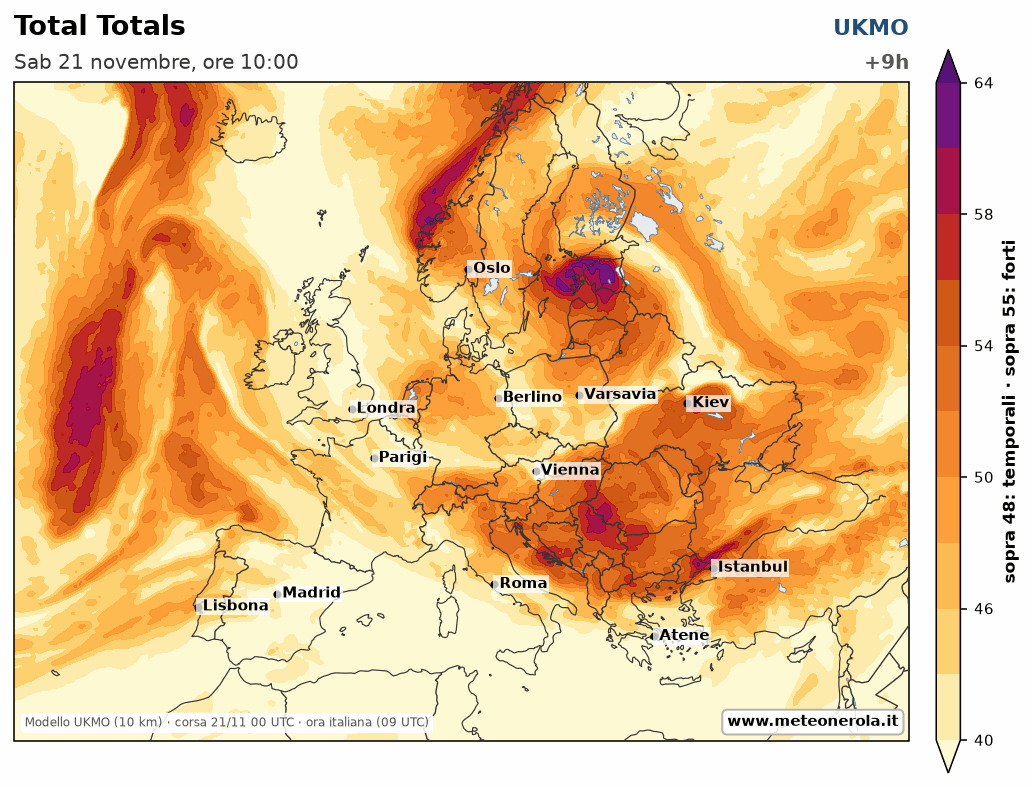 Total Totals
UKMO
Sab 21 novembre, ore 10:00
+9h
64
58
54
50
46
40
sopra 48: temporali · sopra 55: forti
Oslo
Berlino
Varsavia
Kiev
Londra
Parigi
Vienna
Istanbul
Roma
Madrid
Lisbona
Atene
Modello UKMO (10 km) · corsa 21/11 00 UTC · ora italiana (09 UTC)
www.meteonerola.it